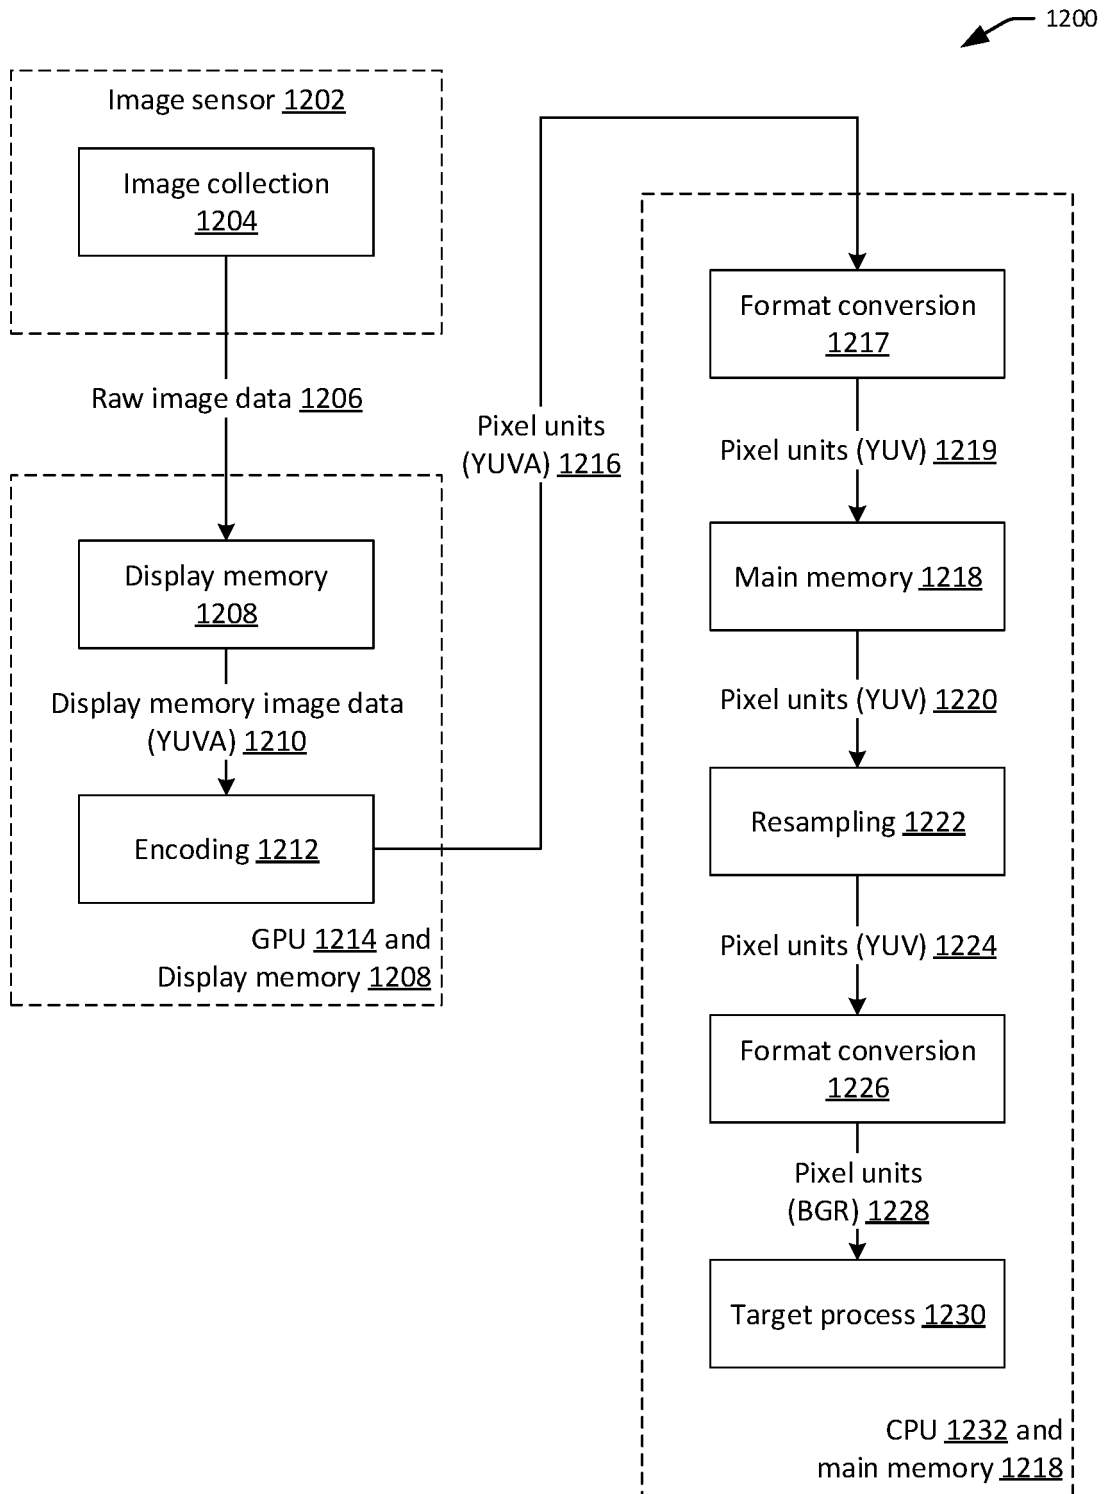 1200
Image sensor 1202
Image collection
1204
Raw image data 1206
Display memory
1208
Display memory image data
(YUVA) 1210
Encoding 1212
GPU 1214 and
Display memory 1208
Pixel units
(YUVA) 1216
Format conversion
1217
Pixel units (YUV) 1219
Main memory 1218
Pixel units (YUV) 1220
Resampling 1222
Pixel units (YUV) 1224
Format conversion
1226
Pixel units
(BGR) 1228
Target process 1230
CPU 1232 and
main memory 1218